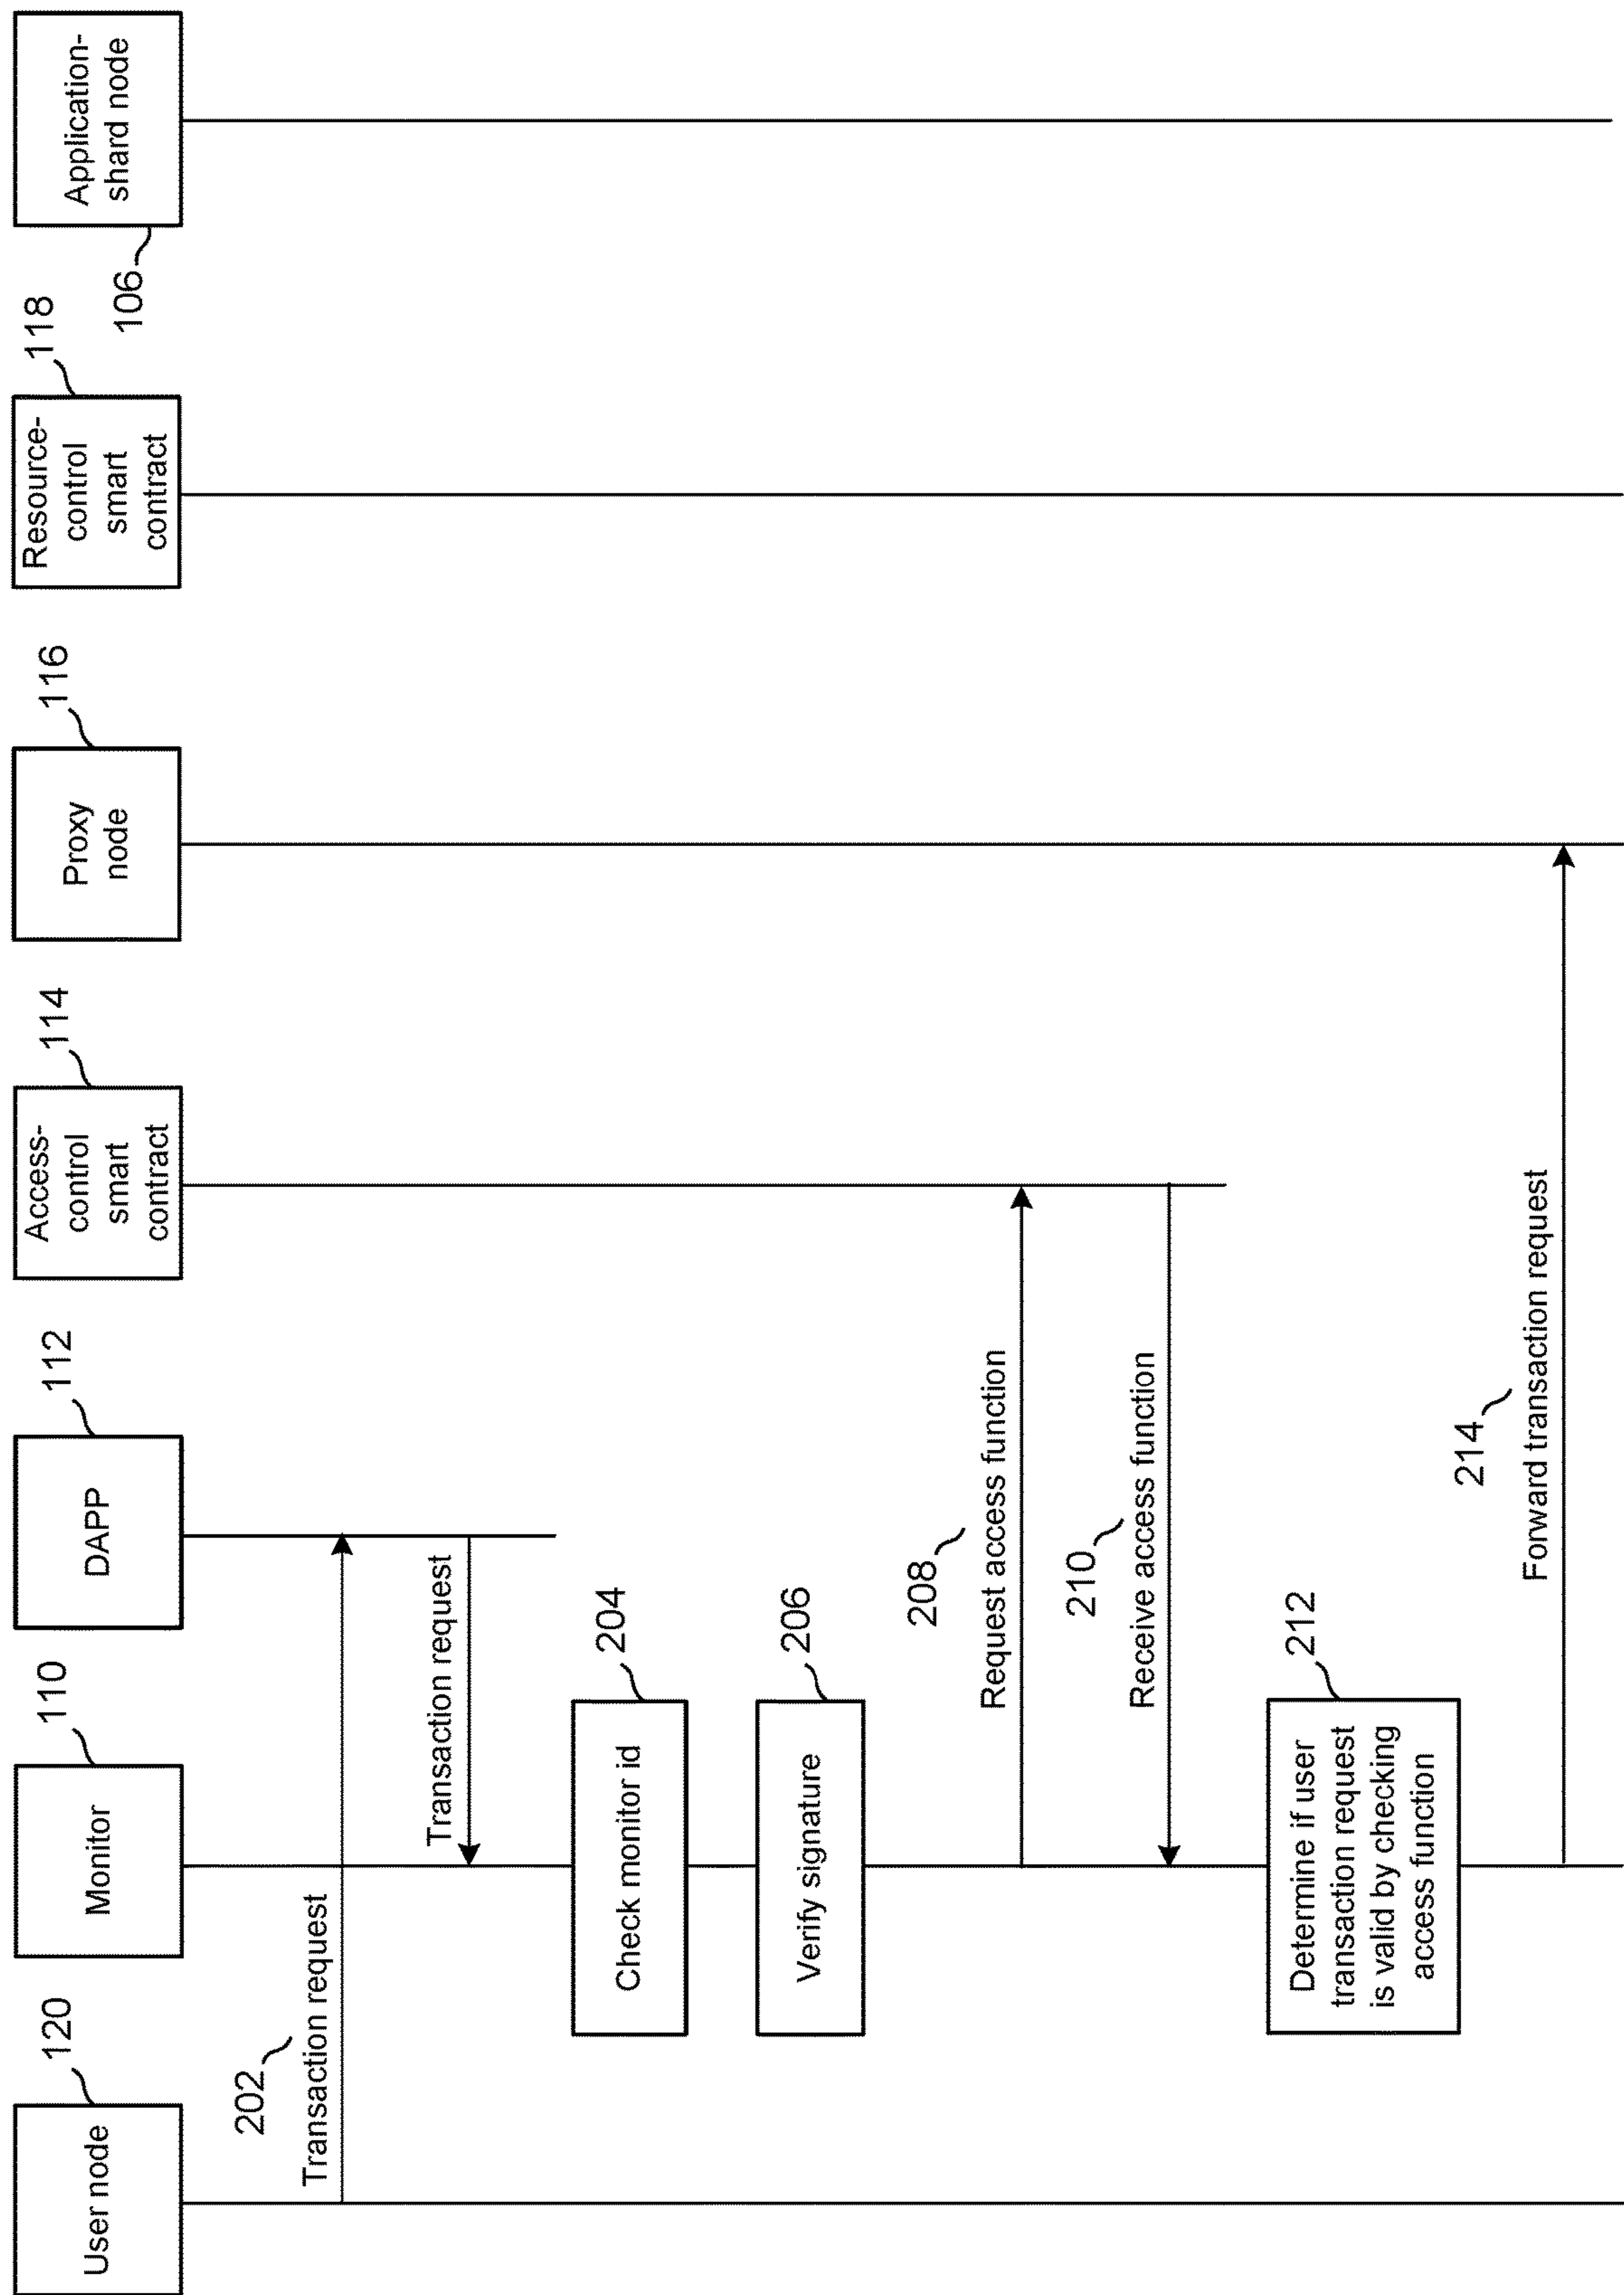 User node
120
Monitor
110
DAPP
112
Access-
control
smart
contract
114
Proxy
node
116
Resource-
control
smart
contract
118
Application-
shard node
106
202
Transaction request
Transaction request
Check monitor id
204
Verify signature
206
208
Request access function
210
Receive access function
Determine if user
transaction request
is valid by checking
access function
212
214
Forward transaction request